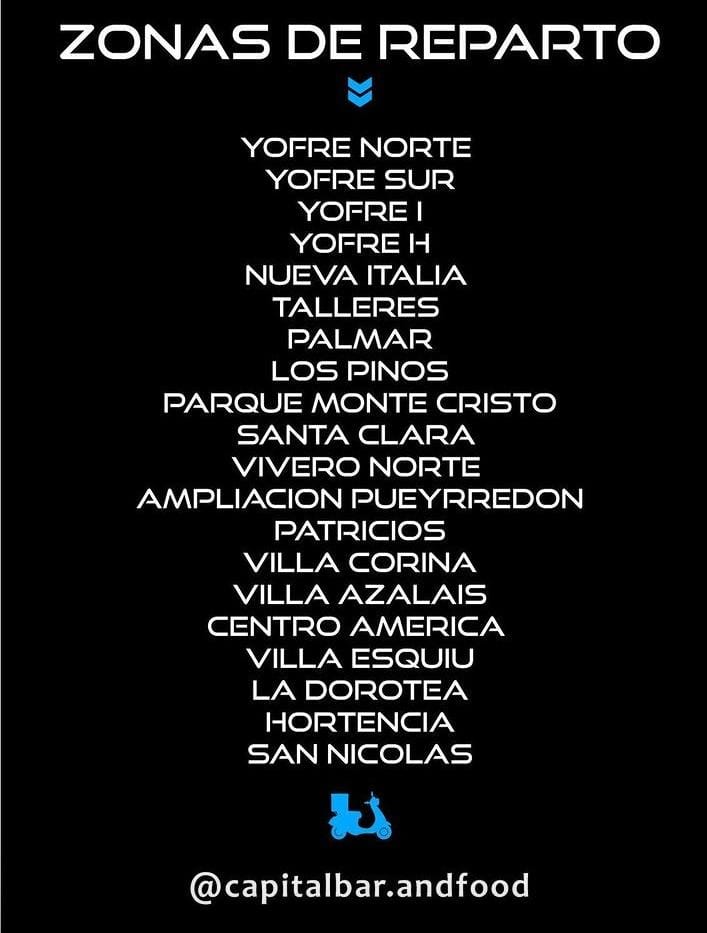 ZONAS DE REPARTO
YOFRE NORTE
YOFRE SUR
YOFRE I
YOFRE H
NUEVA ITALIA
TALLERES
PALMAR
LOS PINOS
PARQUE MONTE CRISTO
SANTA CLARA
VIVERO NORTE
AMPLIACION PUEYRREDON
PATRICIOS
VILLA CORINA
VILLA AZALAIS
CENTRO AMERICA
VILLA ESQUIU
LA DOROTEA
HORTENCIA
SAN NICOLAS
@capitalbar.andfood